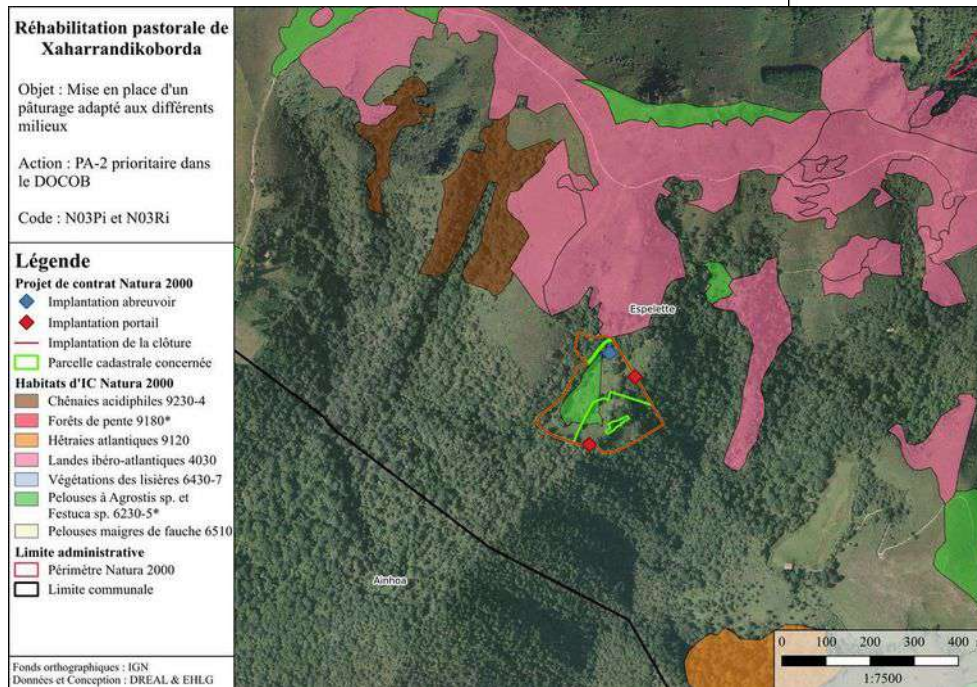 Réhabilitation pastorale de
Xaharrandikoborda
Objet : Mise en place d'un
pâturage adapté aux différents
milieux
Action : PA-2 prioritaire dans
le DOCOB
Code : N03Pi et N03Ri
Légende
Projet de contrat Natura 2000
Implantation abreuvoir
Implantation portail
Implantation de la clôture
Parcelle cadastrale concernée
Habitats d'IC Natura 2000
Chênaies acidiphiles 9230-4
Forêts de pente 9180*
Hêtraies atlantiques 9120
Landes ibéro-atlantiques 4030
Végétations des lisières 6430-7
Pelouses à Agrostis sp. et
Festuca sp. 6230-5*
Pelouses maigres de fauche 6510
Limite administrative
Périmètre Natura 2000
Limite communale
Fonds orthographiques : IGN
Données et Conception : DREAL & EHLG
Espelette
Ainhoa
0 100 200 300 400
1:7500